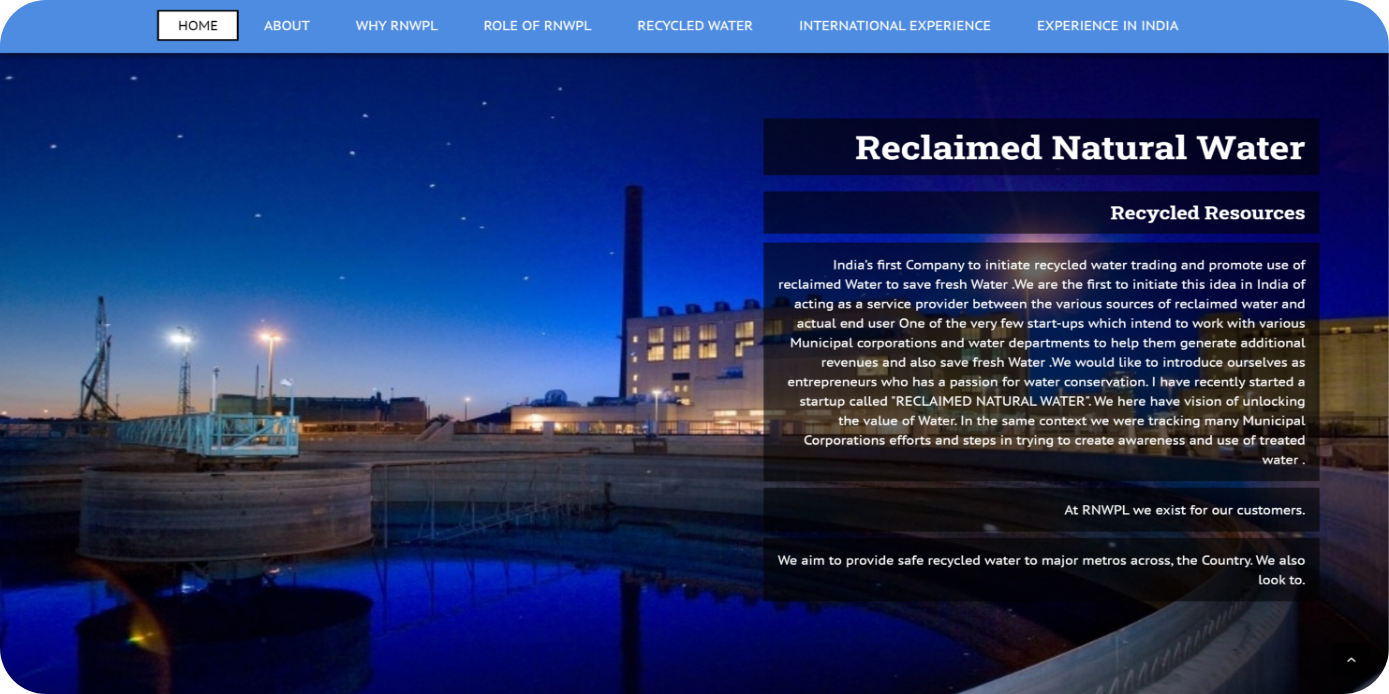 HOME ABOUT WHY RNWPL ROLE OF RNWPL RECYCLED WATER INTERNATIONAL EXPERIENCE EXPERIENCE IN INDIA
Reclaimed Natural Water
Recycled Resources
India's first Company to initiate recycled water trading and promote use of
reclaimed Water to save fresh Water .We are the first to initiate this idea in India of
acting as a service provider between the various sources of reclaimed water and
actual end user One of the very few start-ups which intend to work with various
Municipal corporations and water departments to help them generate additional
revenues and also save fresh Water .We would like to introduce ourselves as
entrepreneurs who has a passion for water conservation. I have recently started a
startup called "RECLAIMED NATURAL WATER". We here have vision of unlocking
the value of Water. In the same context we were tracking many Municipal
Corporations efforts and steps in trying to create awareness and use of treated
water .
At RNWPL we exist for our customers.
We aim to provide safe recycled water to major metros across, the Country. We also
look to.